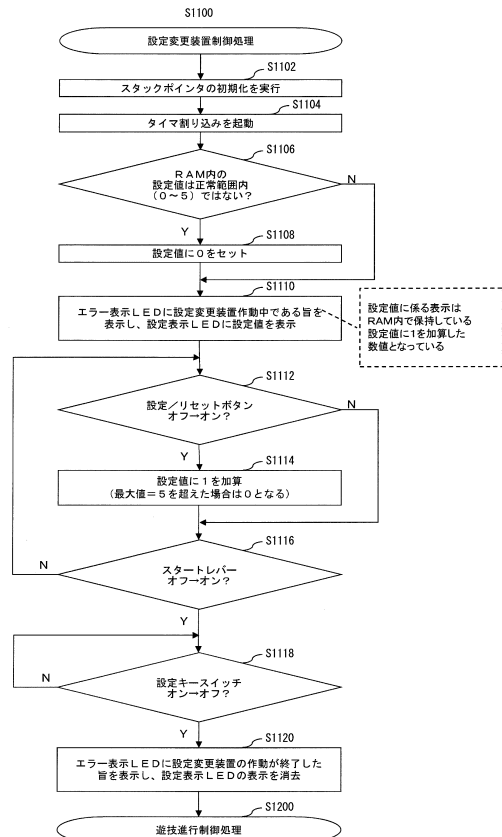 S1100
設定変更装置制御処理
S1102
スタックポインタの初期化を実行
S1104
タイマ割り込みを起動
S1106
RAM内の
設定値は正常範囲内
（0～5）ではない？
N
Y
S1108
設定値に0をセット
S1110
エラー表示LEDに設定変更装置作動中である旨を
表示し、設定表示LEDに設定値を表示
設定値に係る表示は
RAM内で保持している
設定値に1を加算した
数値となっている
S1112
設定／リセットボタン
オフ→オン？
N
Y
S1114
設定値に1を加算
（最大値＝5を超えた場合は0となる）
S1116
スタートレバー
オフ→オン？
N
Y
S1118
設定キースイッチ
オン→オフ？
N
Y
S1120
エラー表示LEDに設定変更装置の作動が終了した
旨を表示し、設定表示LEDの表示を消去
S1200
遊技進行制御処理